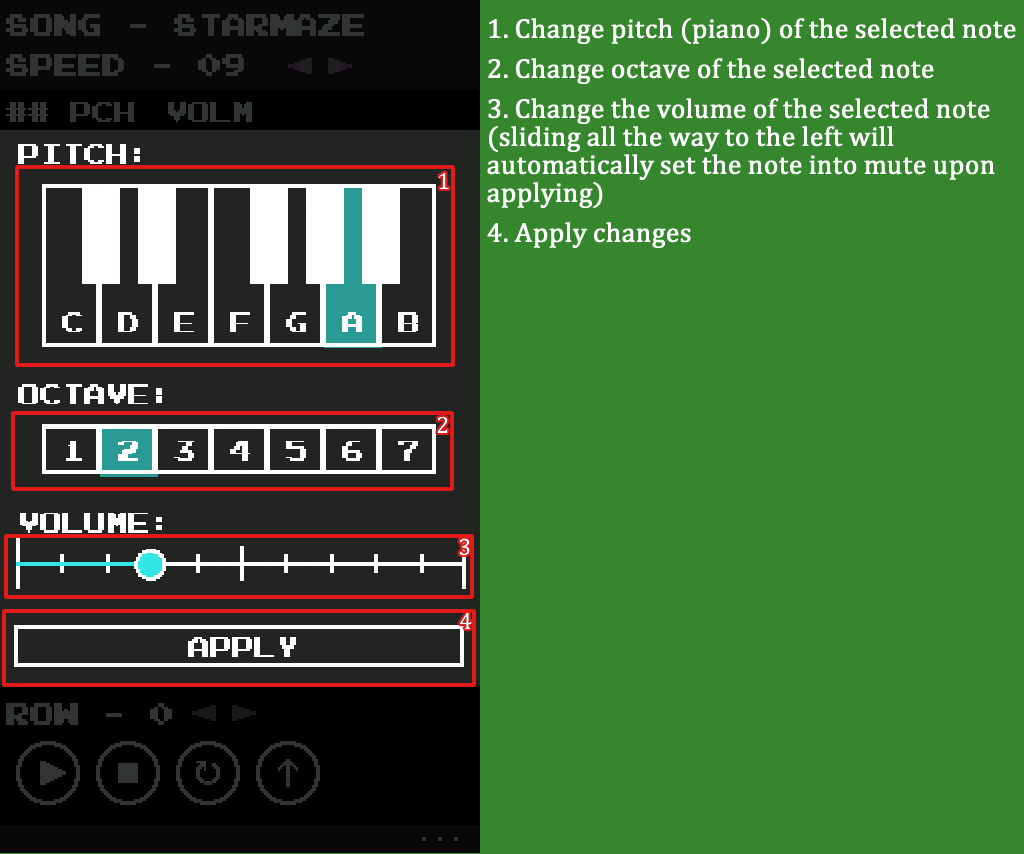 SONG - STARMAZE
SPEED - 09
## PCH VOLM
PITCH:
1
C D E F G A B
OCTAVE:
2
1 2 3 4 5 6 7
VOLUME:
3
4
APPLY
ROW - 0
...
1. Change pitch (piano) of the selected note
2. Change octave of the selected note
3. Change the volume of the selected note
(sliding all the way to the left will
automatically set the note into mute upon
applying)
4. Apply changes